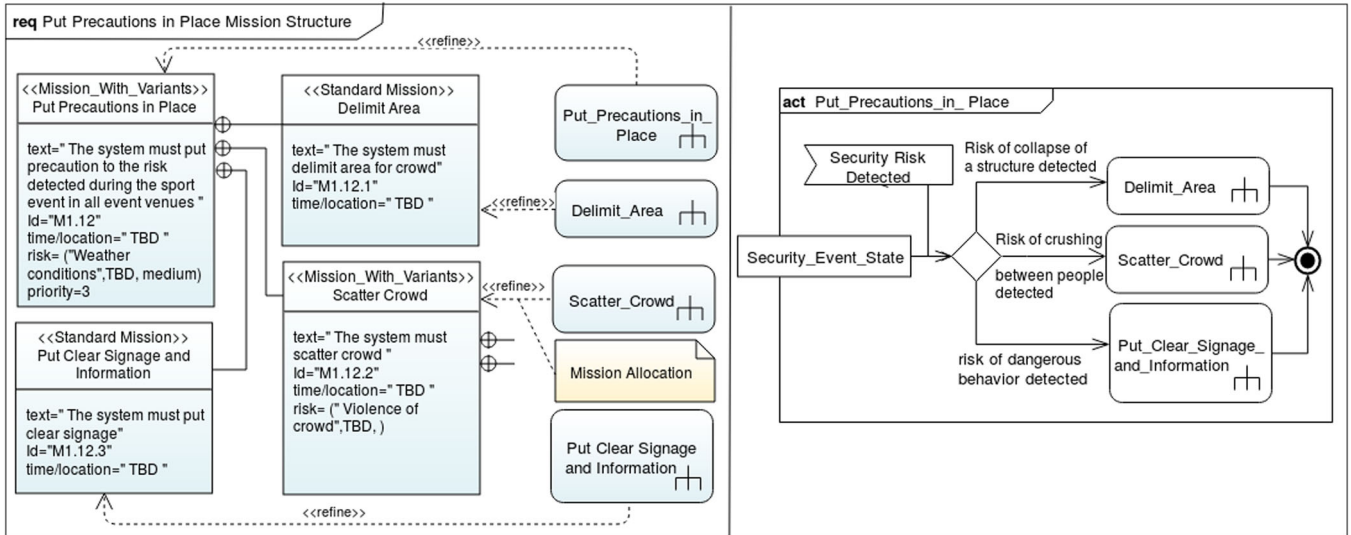 req Put Precautions in Place Mission Structure
<<refine>>
<<Mission_With_Variants>>
Put Precautions in Place
text=" The system must put
precaution to the risk
detected during the sport
event in all event venues "
Id="M1.12"
time/location=" TBD "
risk= ("Weather
conditions",TBD, medium)
priority=3
<<Standard Mission>>
Delimit Area
text=" The system must
delimit area for crowd"
Id="M1.12.1"
time/location=" TBD "
Put_Precautions_in_
Place
<<refine>>
Delimit_Area
<<Mission_With_Variants>>
Scatter Crowd
text=" The system must
scatter crowd "
Id="M1.12.2"
time/location=" TBD "
risk= (" Violence of
crowd",TBD, )
<<refine>>
Scatter_Crowd
Mission Allocation
<<Standard Mission>>
Put Clear Signage and
Information
text=" The system must put
clear signage"
Id="M1.12.3"
time/location=" TBD "
Put Clear Signage
and Information
<<refine>>
act Put_Precautions_in_ Place
Security Risk
Detected
Security_Event_State
Risk of collapse of
a structure detected
Delimit_Area
Risk of crushing
between people
detected
Scatter_Crowd
risk of dangerous
behavior detected
Put_Clear_Signage_
and_Information